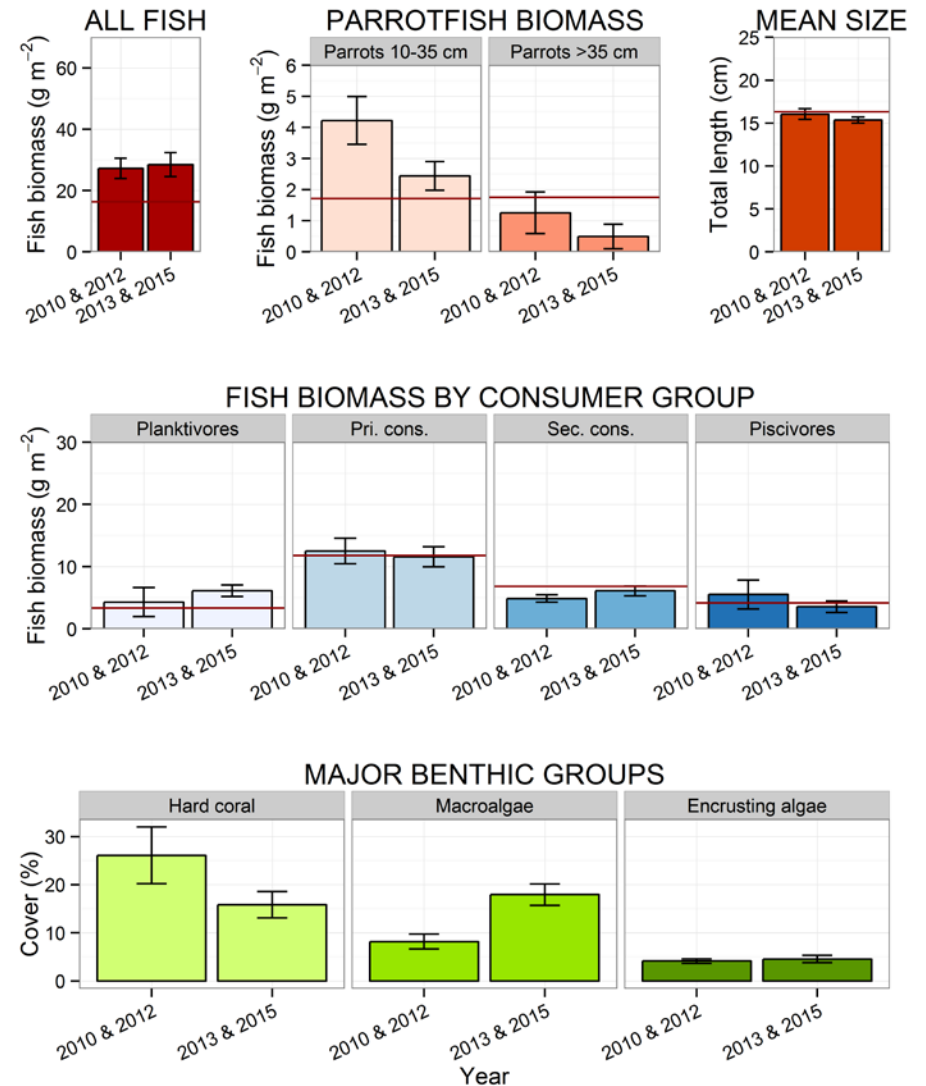 ALL FISH
Fish biomass (g m⁻²)
60
40
20
0
2010 & 2012
2013 & 2015
PARROTFISH BIOMASS
Parrots 10-35 cm
Parrots >35 cm
Fish biomass (g m⁻²)
6
5
4
3
2
1
0
2010 & 2012
2013 & 2015
2010 & 2012
2013 & 2015
MEAN SIZE
Total length (cm)
25
20
15
10
5
0
2010 & 2012
2013 & 2015
FISH BIOMASS BY CONSUMER GROUP
Planktivores
Pri. cons.
Sec. cons.
Piscivores
Fish biomass (g m⁻²)
30
20
10
0
2010 & 2012
2013 & 2015
2010 & 2012
2013 & 2015
2010 & 2012
2013 & 2015
2010 & 2012
2013 & 2015
MAJOR BENTHIC GROUPS
Hard coral
Macroalgae
Encrusting algae
Cover (%)
30
20
10
0
2010 & 2012
2013 & 2015
2010 & 2012
2013 & 2015
2010 & 2012
2013 & 2015
Year